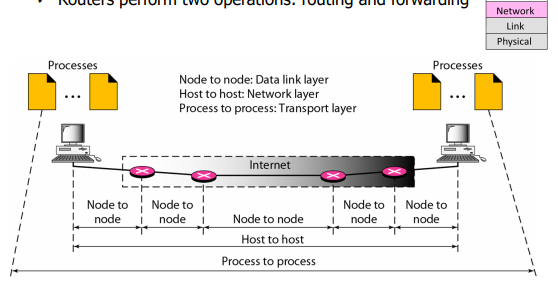 ✓ Routers perform two operations: routing and forwarding
Network
Link
Physical
Processes
Processes
Node to node: Data link layer
Host to host: Network layer
Process to process: Transport layer
...
...
Internet
Node to
node
Node to
node
Node to node
Node to
node
Node to
node
Host to host
Process to process